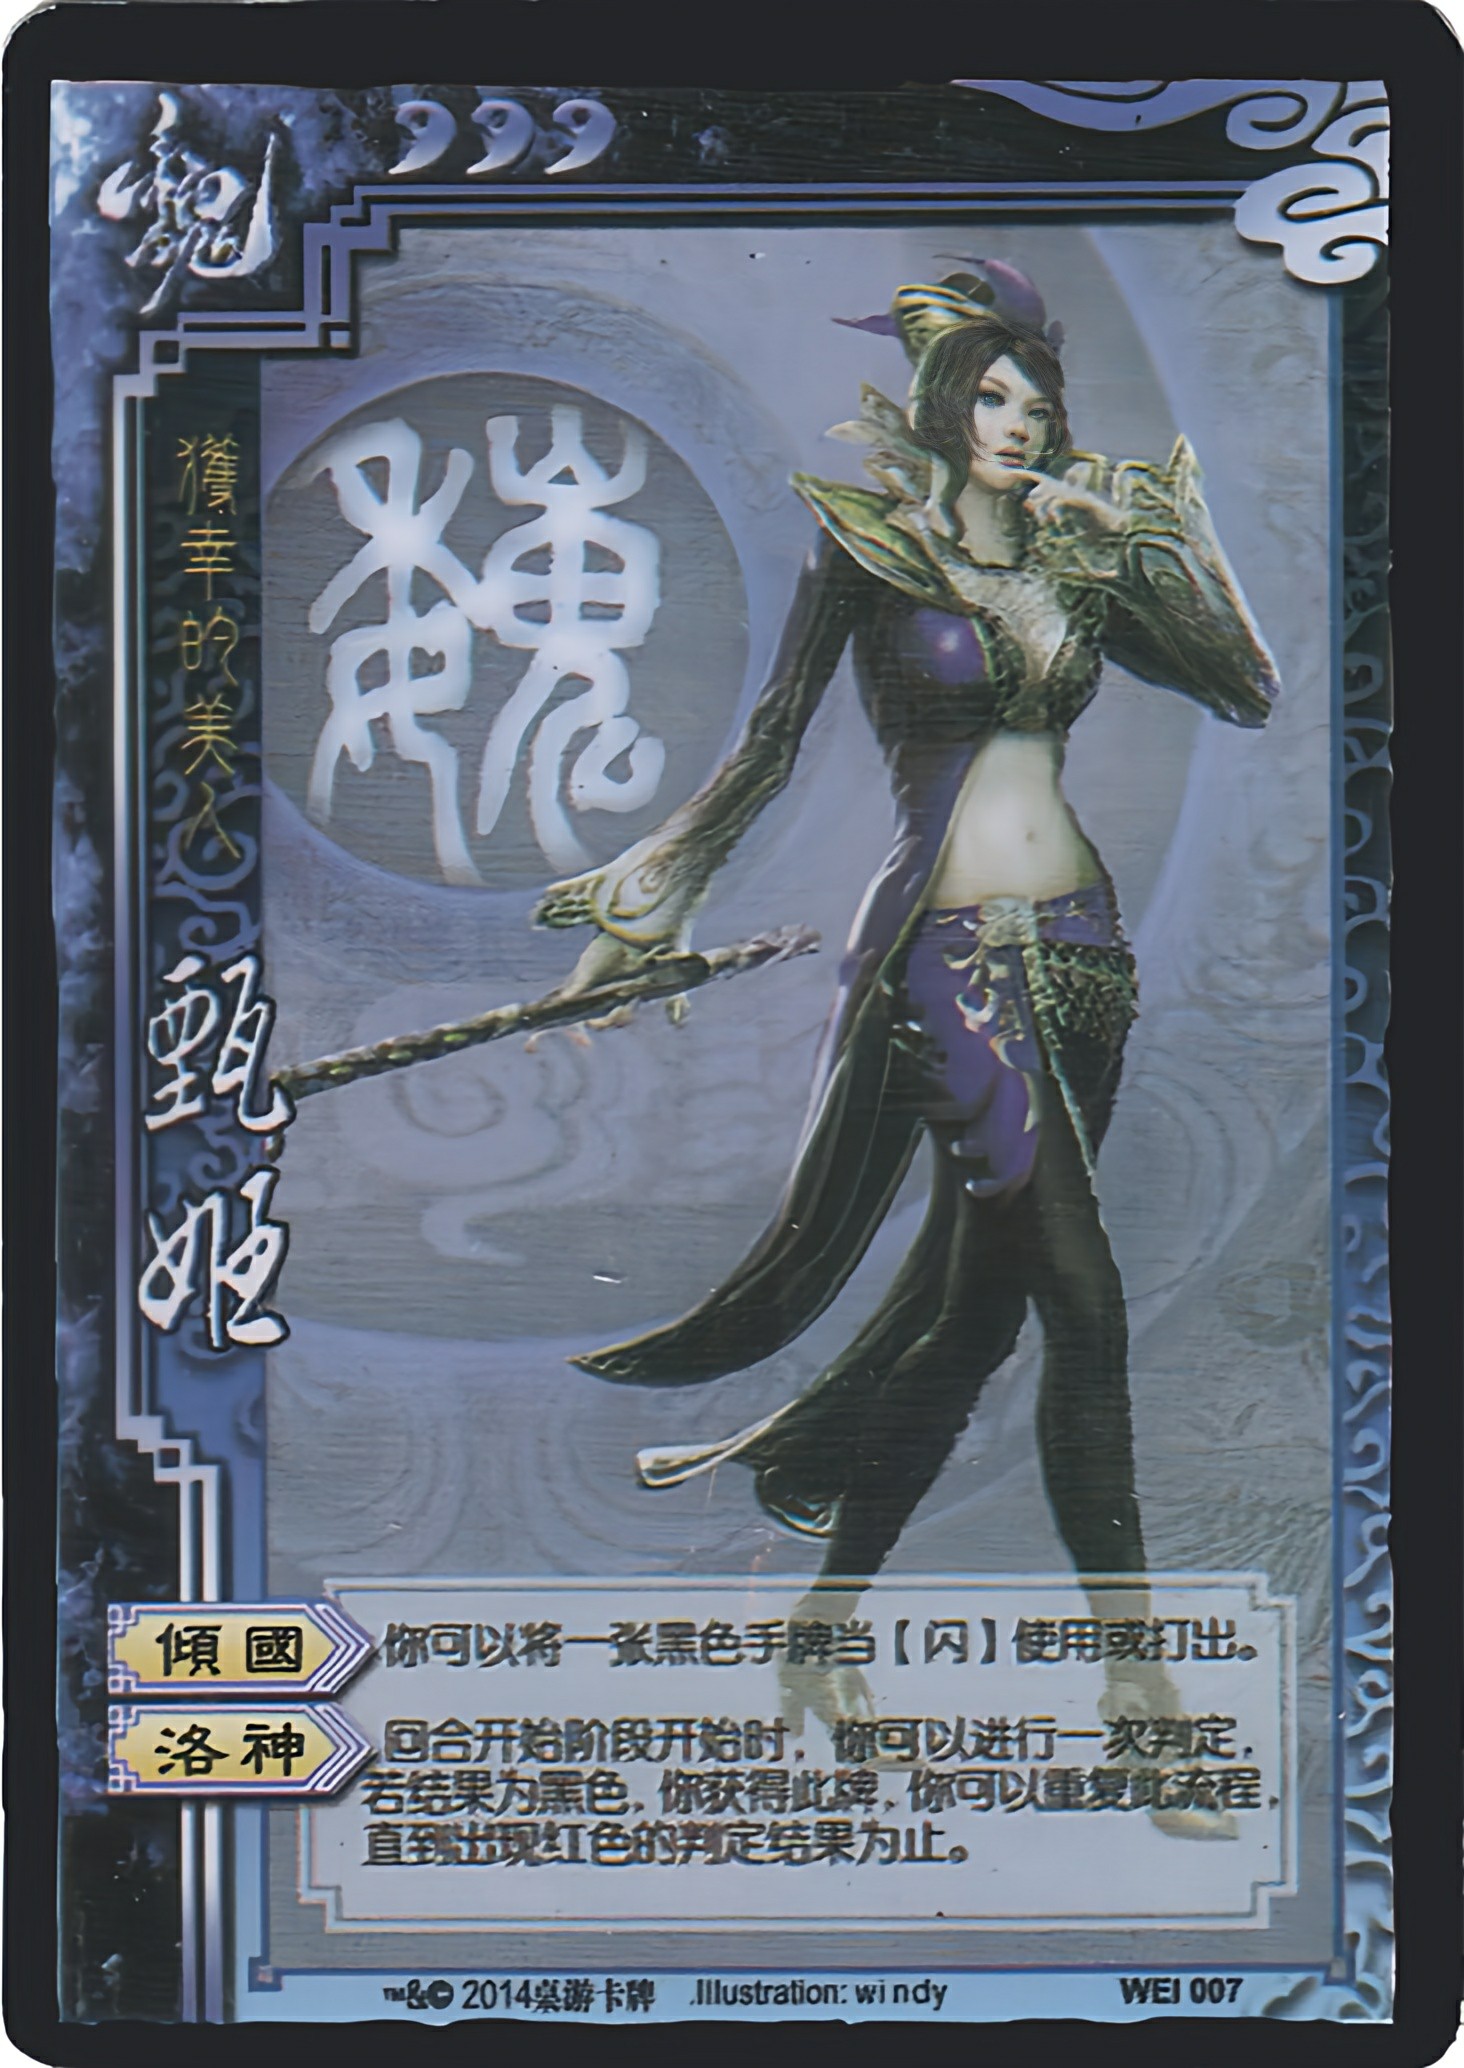 魏
魏
獲幸的美人
甄姬
傾國
你可以将一张黑色手牌当【闪】使用或打出。
洛神
回合开始阶段开始时，你可以进行一次判定，
若结果为黑色，你获得此牌，你可以重复此流程，
直到出现红色的判定结果为止。
™&© 2014桌游卡牌 .Illustration: windy WEI 007